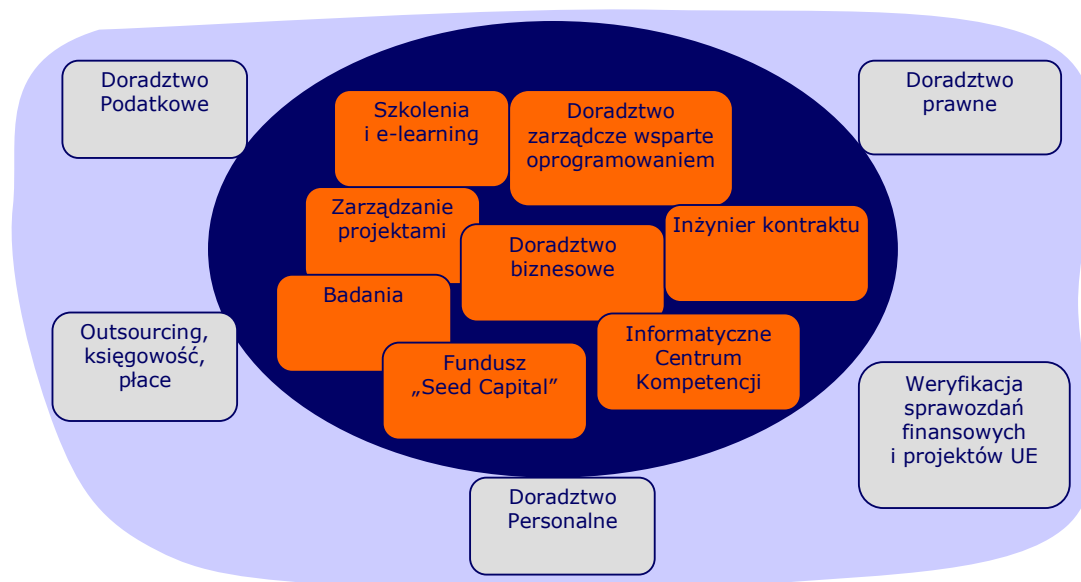 Doradztwo
Podatkowe
Szkolenia
i e-learning
Doradztwo
zarządcze wsparte
oprogramowaniem
Doradztwo
prawne
Zarządzanie
projektami
Doradztwo
biznesowe
Inżynier kontraktu
Badania
Outsourcing,
księgowość,
płace
Fundusz
„Seed Capital”
Informatyczne
Centrum
Kompetencji
Weryfikacja
sprawozdań
finansowych
i projektów UE
Doradztwo
Personalne